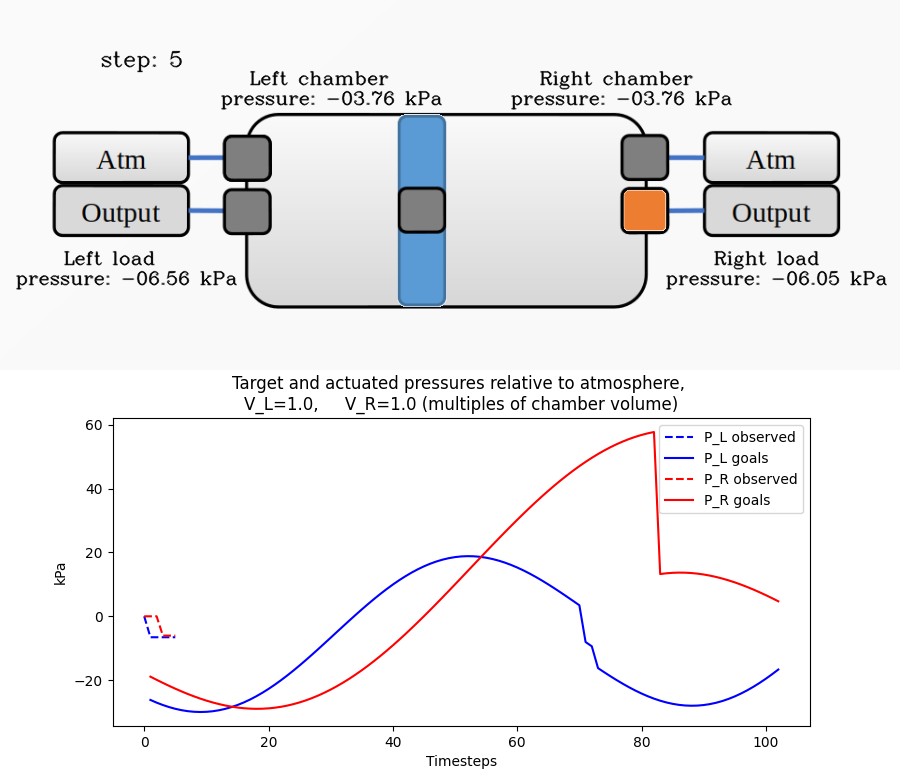 step: 5
Left chamber
pressure: −03.76 kPa
Right chamber
pressure: −03.76 kPa
Atm
Output
Atm
Output
Left load
pressure: −06.56 kPa
Right load
pressure: −06.05 kPa
Target and actuated pressures relative to atmosphere,
V_L=1.0, V_R=1.0 (multiples of chamber volume)
P_L observed
P_L goals
P_R observed
P_R goals
kPa
60
40
20
0
−20
0 20 40 60 80 100
Timesteps